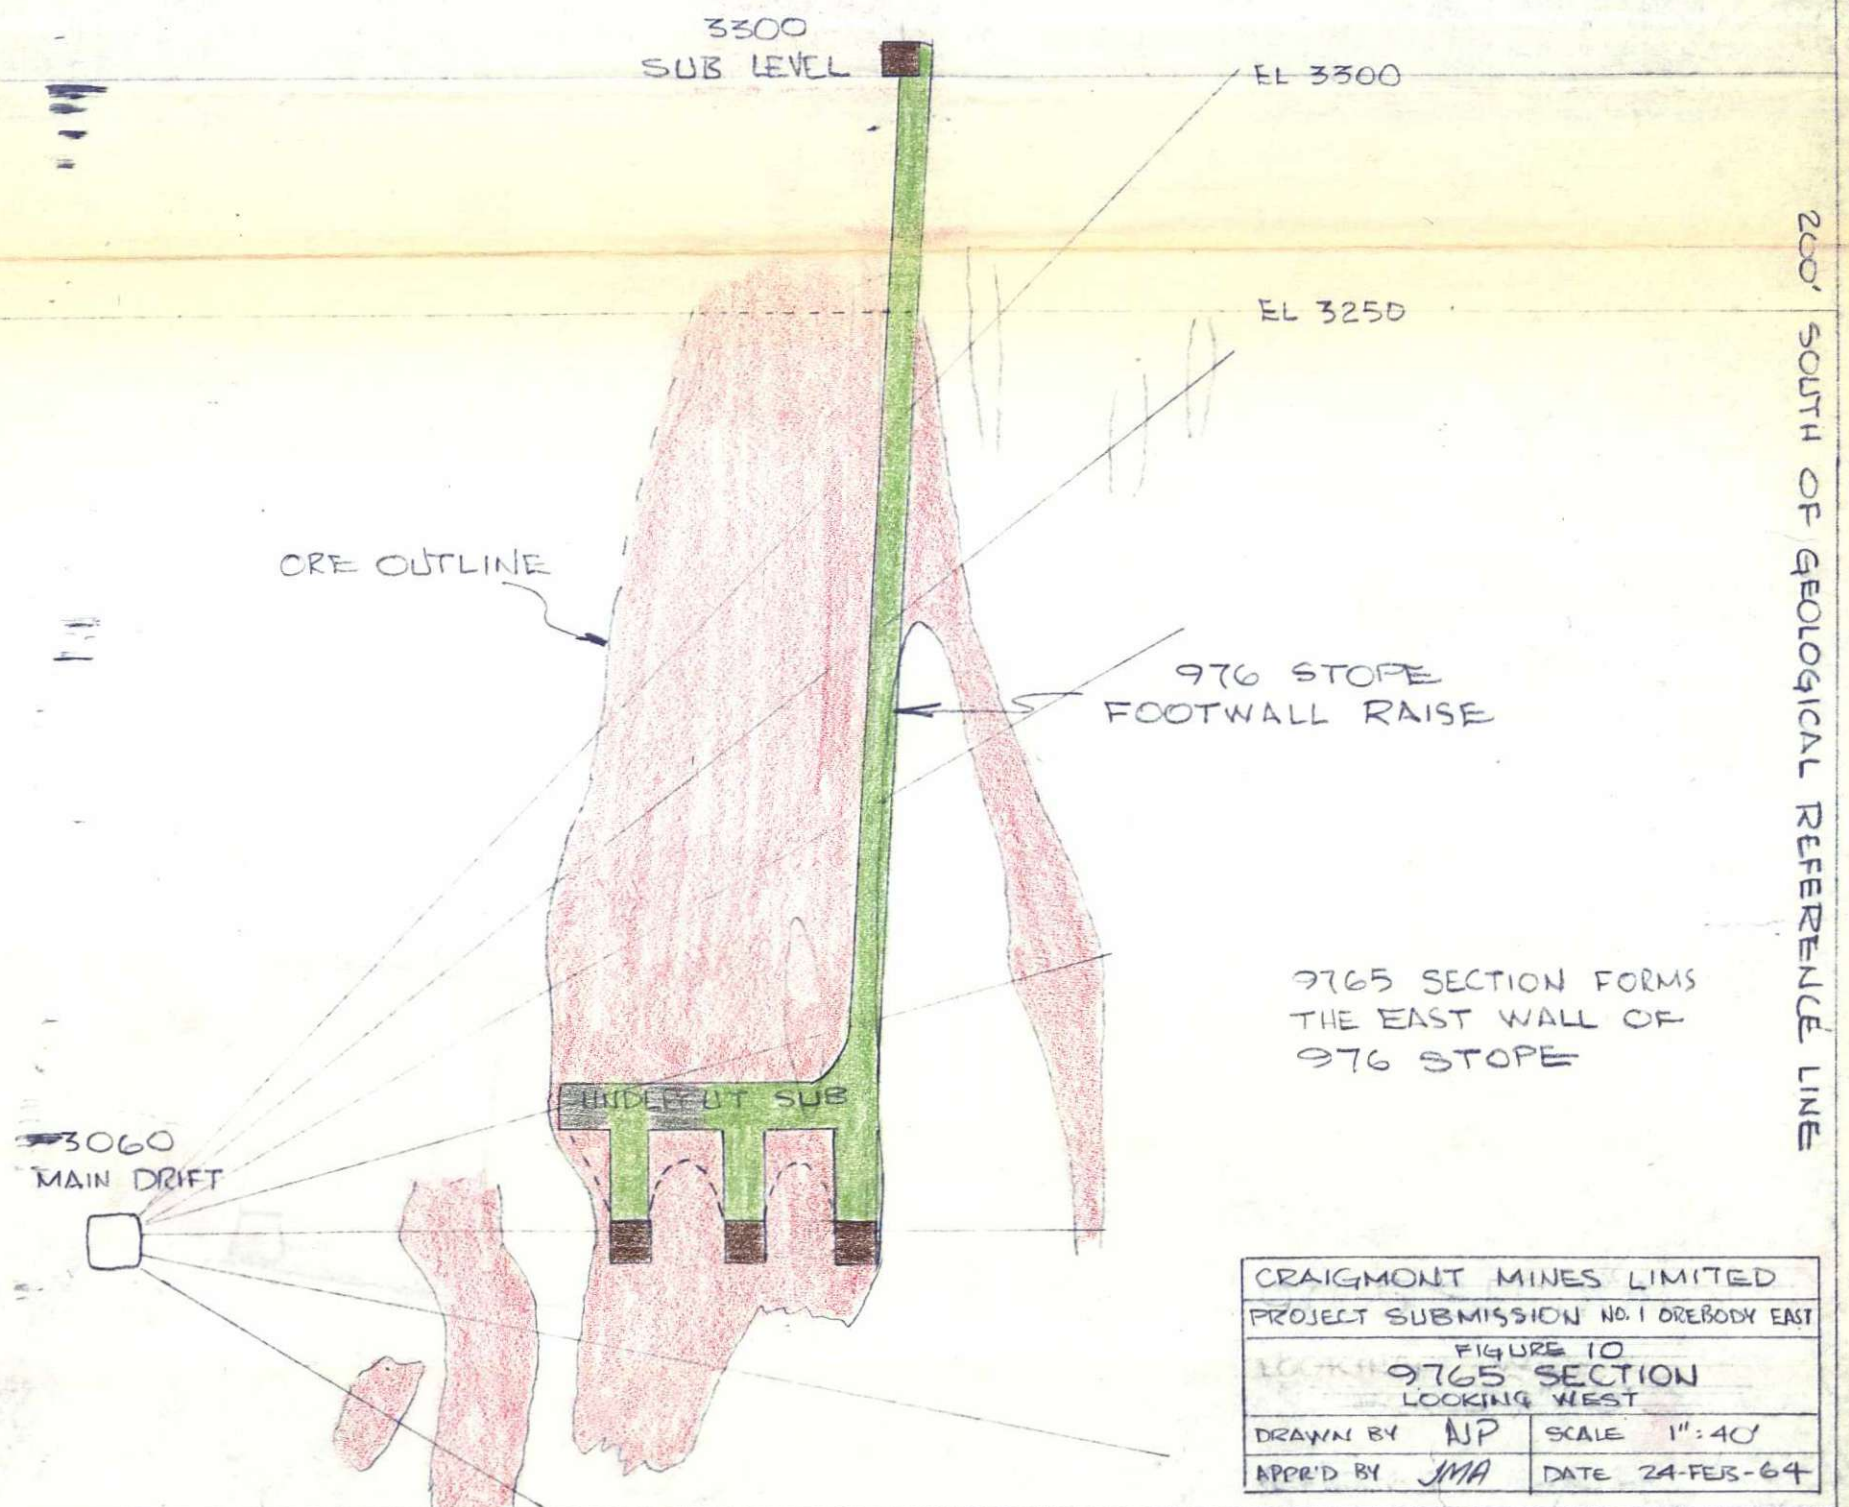 3300
SUB LEVEL
EL 3300
EL 3250
200' SOUTH OF GEOLOGICAL REFERENCE LINE
ORE OUTLINE
976 STOPE
FOOTWALL RAISE
9765 SECTION FORMS
THE EAST WALL OF
976 STOPE
UNDERCUT SUB
3060
MAIN DRIFT
CRAIGMONT MINES LIMITED
PROJECT SUBMISSION NO. 1 OREBODY EAST
FIGURE 10
9765 SECTION
LOOKING WEST
DRAWN BY NP
SCALE 1":40'
APPR'D BY JMA
DATE 24-FEB-64